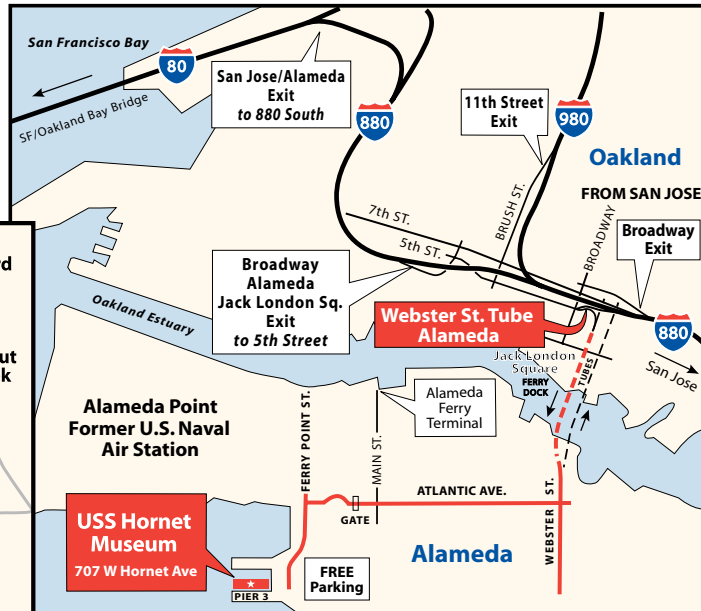 San Francisco Bay
80
SF/Oakland Bay Bridge
San Jose/Alameda
Exit
to 880 South
880
11th Street
Exit
980
Oakland
FROM SAN JOSE
7th ST.
5th ST.
BRUSH ST.
BROADWAY
Broadway
Exit
rd
ut
k
Broadway
Alameda
Jack London Sq.
Exit
to 5th Street
Oakland Estuary
Webster St. Tube
Alameda
880
San Jose
Jack London
Square
FERRY
DOCK
TUBES
Alameda
Ferry
Terminal
Alameda Point
Former U.S. Naval
Air Station
FERRY POINT ST.
MAIN ST.
ATLANTIC AVE.
GATE
WEBSTER ST.
USS Hornet
Museum
707 W Hornet Ave
PIER 3
FREE
Parking
Alameda